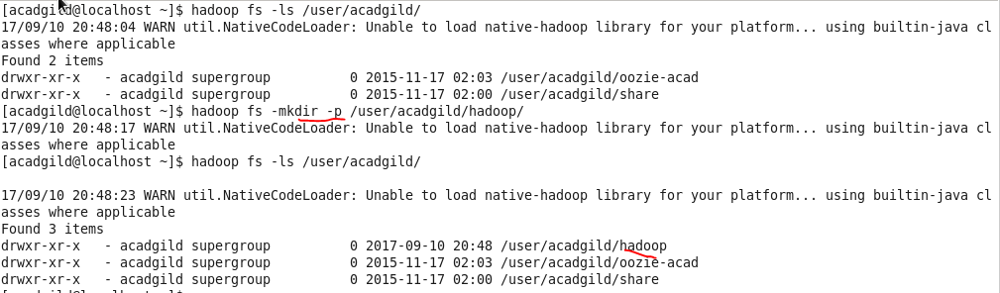 [acadgild@localhost ~]$ hadoop fs -ls /user/acadgild/
17/09/10 20:48:04 WARN util.NativeCodeLoader: Unable to load native-hadoop library for your platform... using builtin-java cl
asses where applicable
Found 2 items
drwxr-xr-x   - acadgild supergroup          0 2015-11-17 02:03 /user/acadgild/oozie-acad
drwxr-xr-x   - acadgild supergroup          0 2015-11-17 02:00 /user/acadgild/share
[acadgild@localhost ~]$ hadoop fs -mkdir -p /user/acadgild/hadoop/
17/09/10 20:48:17 WARN util.NativeCodeLoader: Unable to load native-hadoop library for your platform... using builtin-java cl
asses where applicable
[acadgild@localhost ~]$ hadoop fs -ls /user/acadgild/
17/09/10 20:48:23 WARN util.NativeCodeLoader: Unable to load native-hadoop library for your platform... using builtin-java cl
asses where applicable
Found 3 items
drwxr-xr-x   - acadgild supergroup          0 2017-09-10 20:48 /user/acadgild/hadoop
drwxr-xr-x   - acadgild supergroup          0 2015-11-17 02:03 /user/acadgild/oozie-acad
drwxr-xr-x   - acadgild supergroup          0 2015-11-17 02:00 /user/acadgild/share